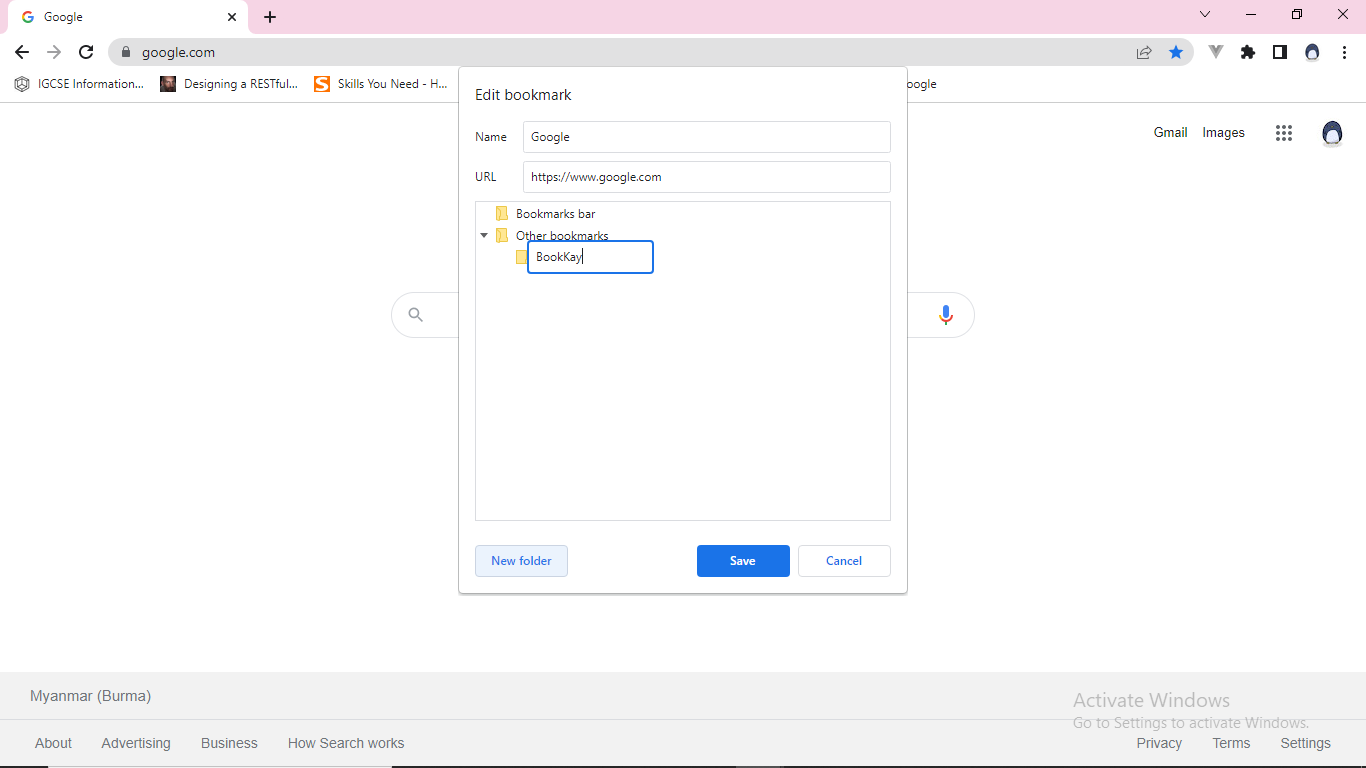 Google
google.com
IGCSE Information... Designing a RESTful... Skills You Need - H... oogle
Edit bookmark
Name Google
URL https://www.google.com
Bookmarks bar
Other bookmarks
BookKay
Gmail Images
New folder Save Cancel
Myanmar (Burma)
Activate Windows
Go to Settings to activate Windows.
About Advertising Business How Search works Privacy Terms Settings